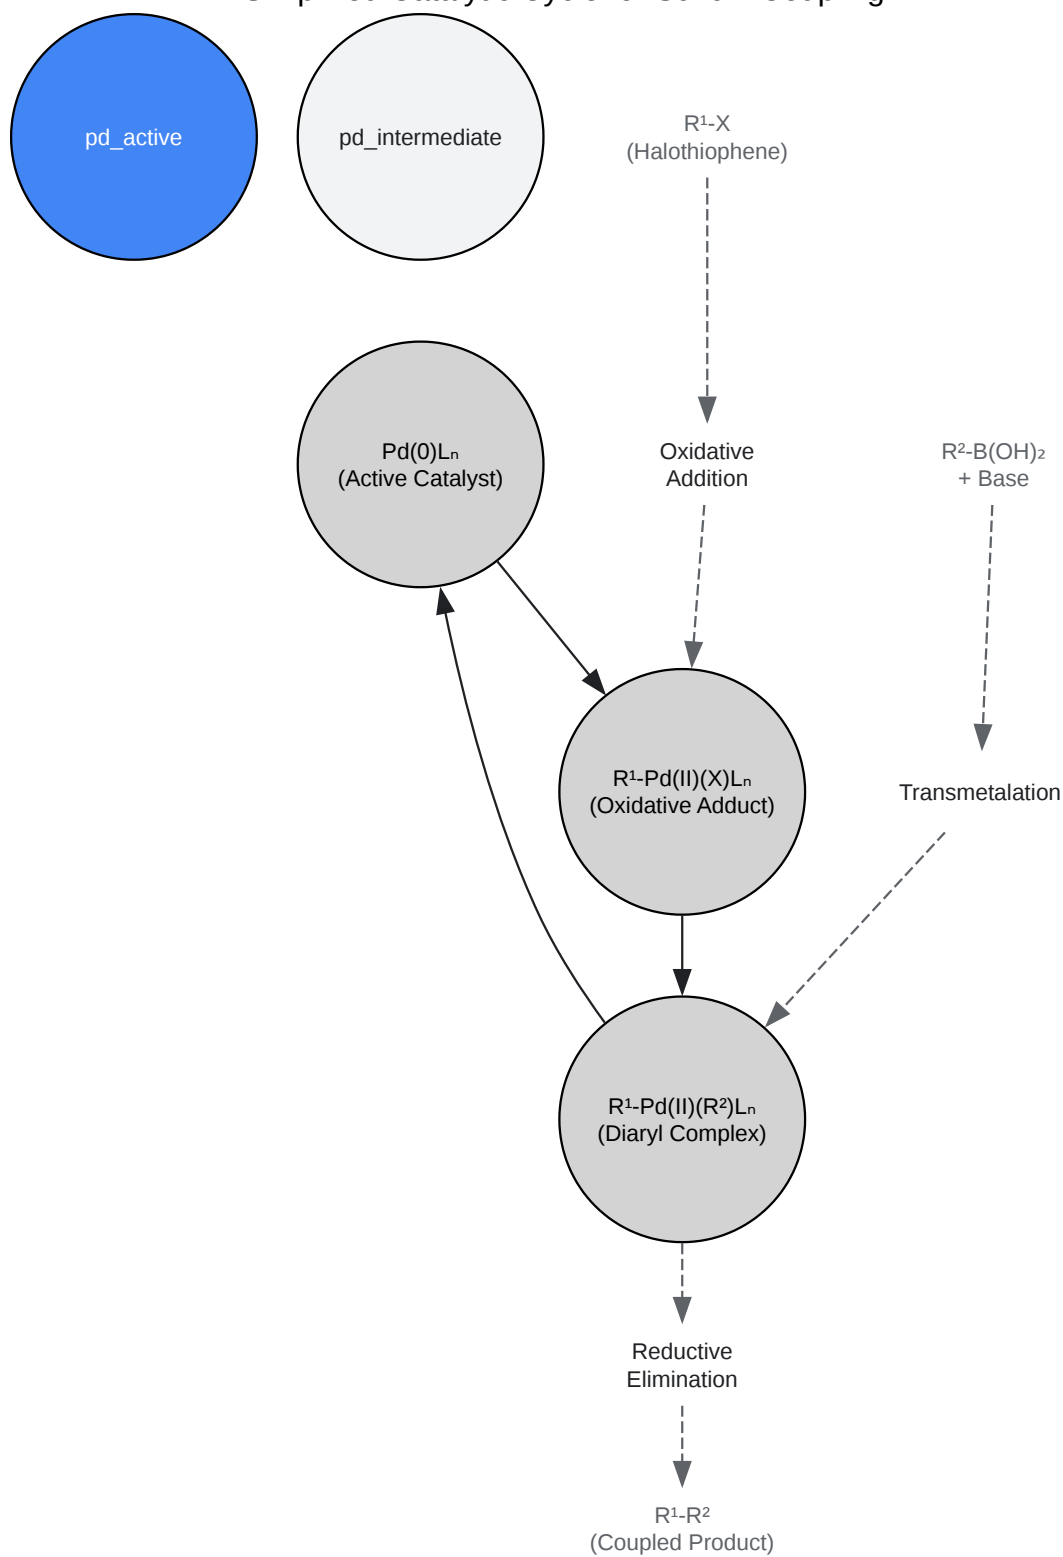 pd_active
pd_intermediate
R¹-X
(Halothiophene)
Pd(0)Lₙ
(Active Catalyst)
Oxidative
Addition
R²-B(OH)₂
+ Base
R¹-Pd(II)(X)Lₙ
(Oxidative Adduct)
Transmetalation
R¹-Pd(II)(R²)Lₙ
(Diaryl Complex)
Reductive
Elimination
R¹-R²
(Coupled Product)